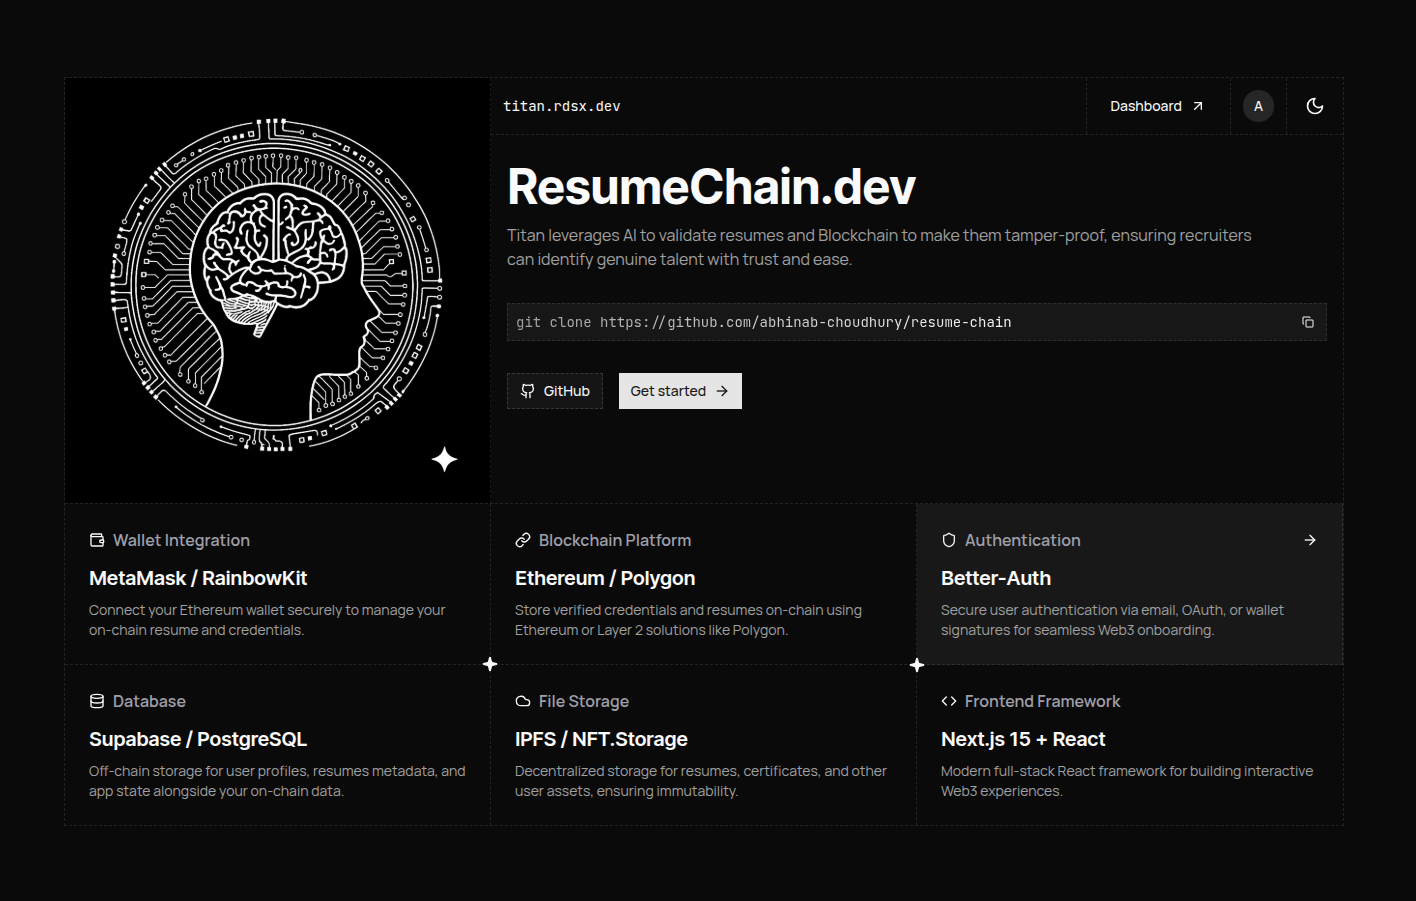 titan.rdsx.dev
Dashboard
A
ResumeChain.dev
Titan leverages AI to validate resumes and Blockchain to make them tamper-proof, ensuring recruiters
can identify genuine talent with trust and ease.
git clone https://github.com/abhinab-choudhury/resume-chain
GitHub
Get started
Wallet Integration
MetaMask / RainbowKit
Connect your Ethereum wallet securely to manage your
on-chain resume and credentials.
Blockchain Platform
Ethereum / Polygon
Store verified credentials and resumes on-chain using
Ethereum or Layer 2 solutions like Polygon.
Authentication
Better-Auth
Secure user authentication via email, OAuth, or wallet
signatures for seamless Web3 onboarding.
Database
Supabase / PostgreSQL
Off-chain storage for user profiles, resumes metadata, and
app state alongside your on-chain data.
File Storage
IPFS / NFT.Storage
Decentralized storage for resumes, certificates, and other
user assets, ensuring immutability.
Frontend Framework
Next.js 15 + React
Modern full-stack React framework for building interactive
Web3 experiences.